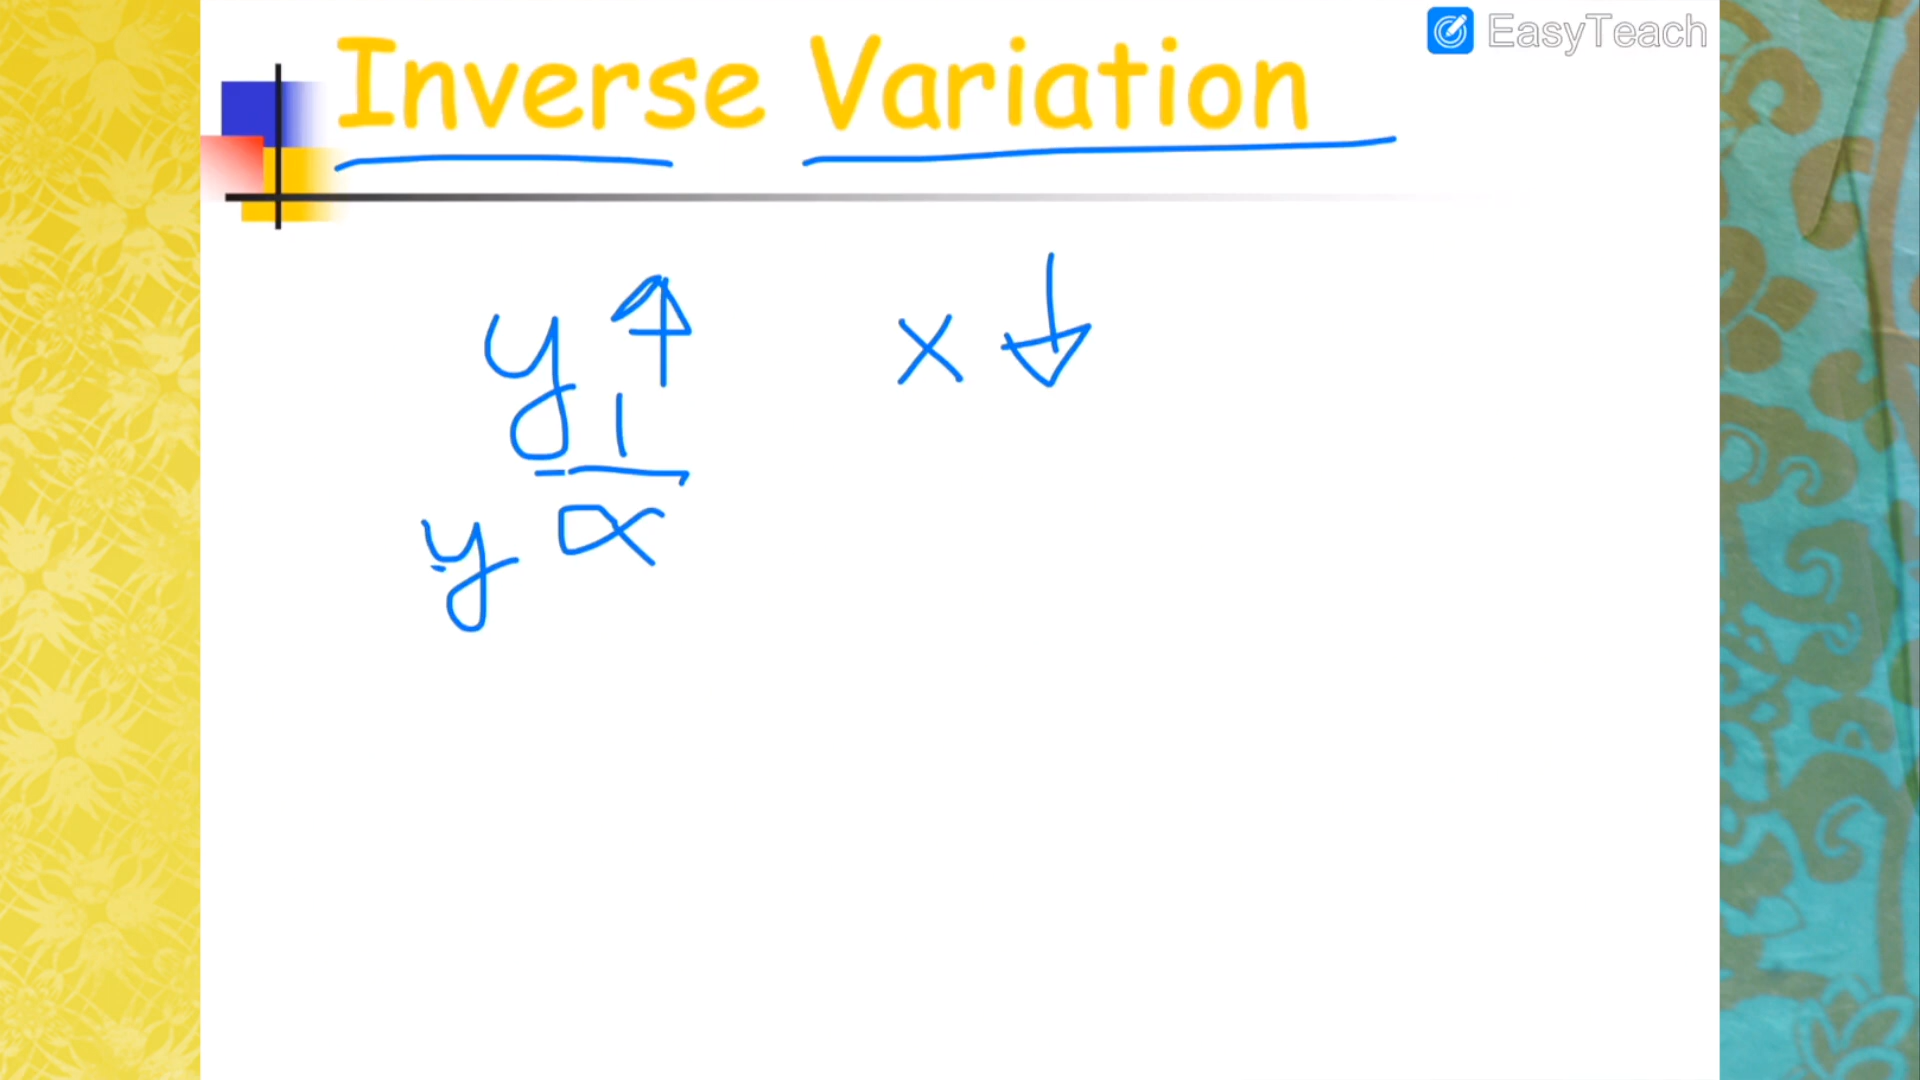 EasyTeach
Inverse Variation
y ↑ x ↓
1
y ∝